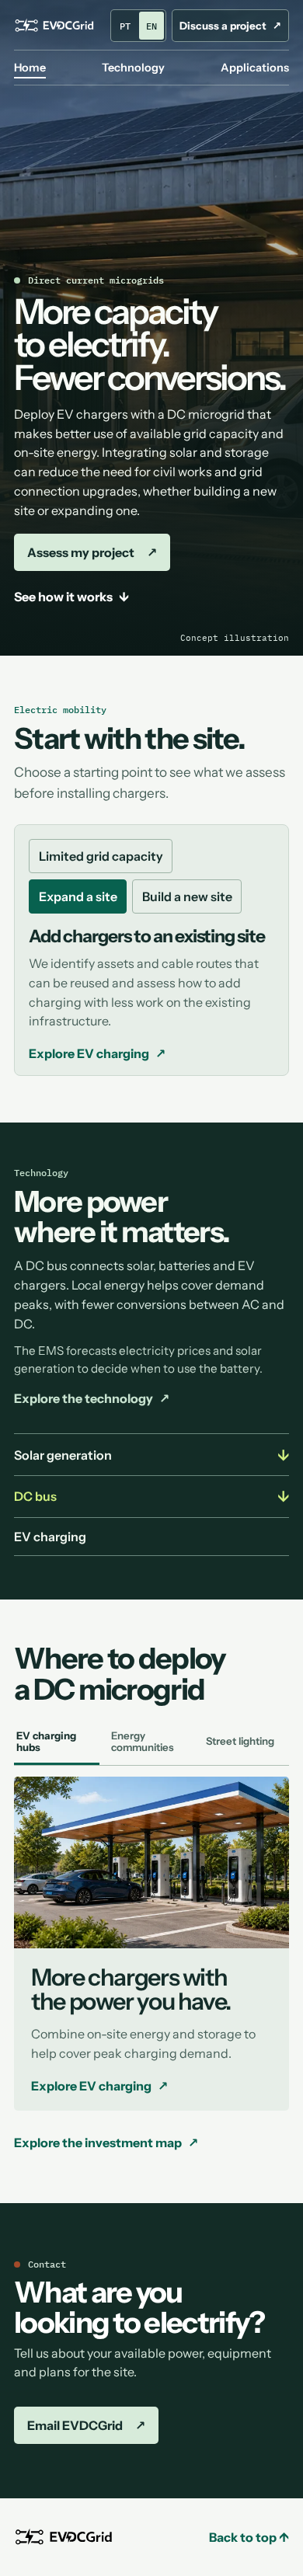 EVDCGrid
PT EN
Discuss a project ↗
Home Technology Applications
Direct current microgrids
More capacity
to electrify.
Fewer conversions.
Deploy EV chargers with a DC microgrid that
makes better use of available grid capacity and
on-site energy. Integrating solar and storage
can reduce the need for civil works and grid
connection upgrades, whether building a new
site or expanding one.
Assess my project ↗
See how it works ↓
Concept illustration
Electric mobility
Start with the site.
Choose a starting point to see what we assess
before installing chargers.
Limited grid capacity
Expand a site Build a new site
Add chargers to an existing site
We identify assets and cable routes that
can be reused and assess how to add
charging with less work on the existing
infrastructure.
Explore EV charging ↗
Technology
More power
where it matters.
A DC bus connects solar, batteries and EV
chargers. Local energy helps cover demand
peaks, with fewer conversions between AC and
DC.
The EMS forecasts electricity prices and solar
generation to decide when to use the battery.
Explore the technology ↗
Solar generation ↓
DC bus ↓
EV charging
Where to deploy
a DC microgrid
EV charging
hubs
Energy
communities
Street lighting
More chargers with
the power you have.
Combine on-site energy and storage to
help cover peak charging demand.
Explore EV charging ↗
Explore the investment map ↗
Contact
What are you
looking to electrify?
Tell us about your available power, equipment
and plans for the site.
Email EVDCGrid ↗
EVDCGrid
Back to top ↑